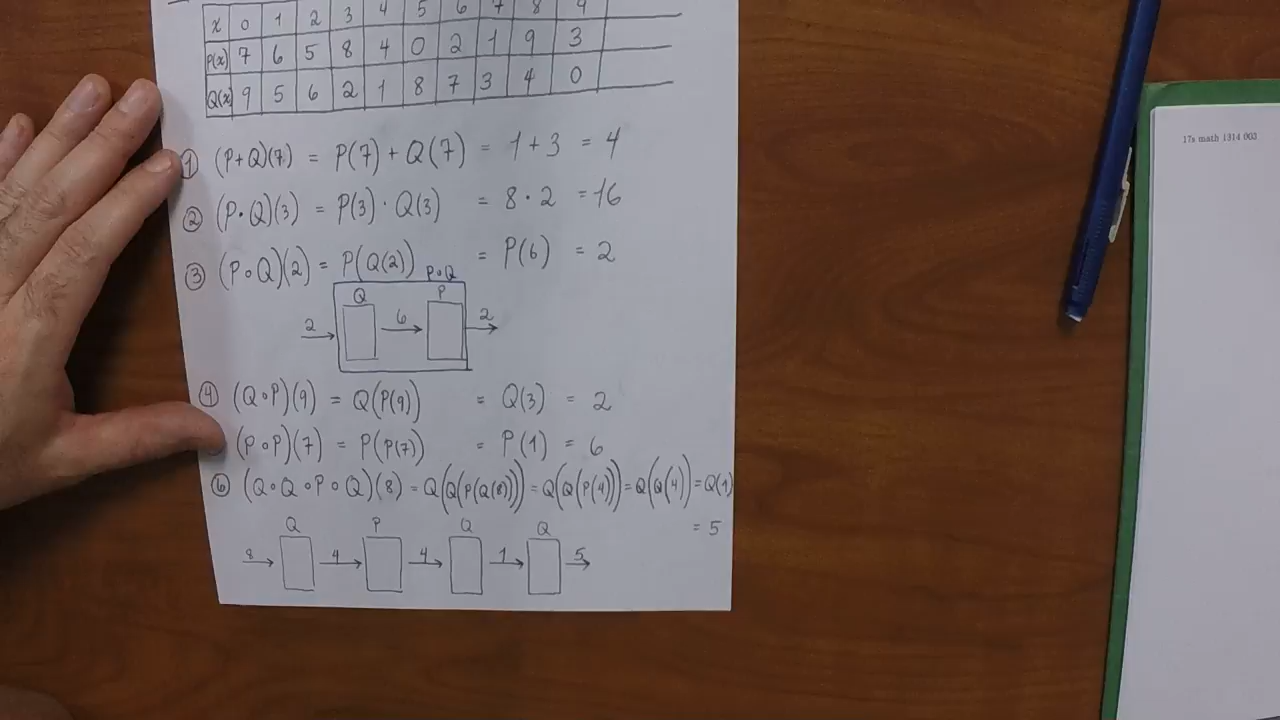 x 0 1 2 3 4 5 6 7 8 9
P(x) 7 6 5 8 4 0 2 1 9 3
Q(x) 9 5 6 2 1 8 7 3 4 0
① (P+Q)(7) = P(7) + Q(7) = 1 + 3 = 4
② (P·Q)(3) = P(3) · Q(3) = 8 · 2 = 16
③ (P∘Q)(2) = P(Q(2)) = P(6) = 2
P∘Q
Q P
2 6 2
④ (Q∘P)(9) = Q(P(9)) = Q(3) = 2
(P∘P)(7) = P(P(7)) = P(1) = 6
⑥ (Q∘Q∘P∘Q)(8) = Q(Q(P(Q(8)))) = Q(Q(P(4))) = Q(Q(4)) = Q(1)
= 5
Q P Q Q
8 4 4 1 5
17s math 1314 003